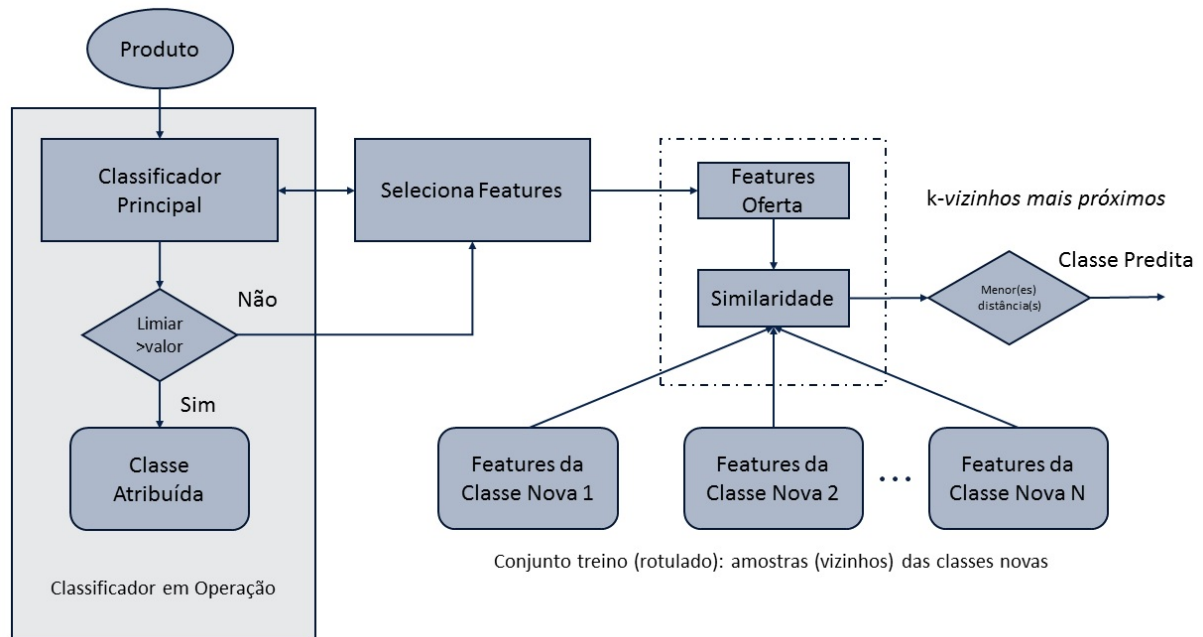 Produto
Classificador
Principal
Seleciona Features
Features
Oferta
k-vizinhos mais próximos
Não
Limiar
>valor
Similaridade
Menor(es)
distância(s)
Classe Predita
Sim
Classe
Atribuída
Features da
Classe Nova 1
Features da
Classe Nova 2
...
Features da
Classe Nova N
Conjunto treino (rotulado): amostras (vizinhos) das classes novas
Classificador em Operação